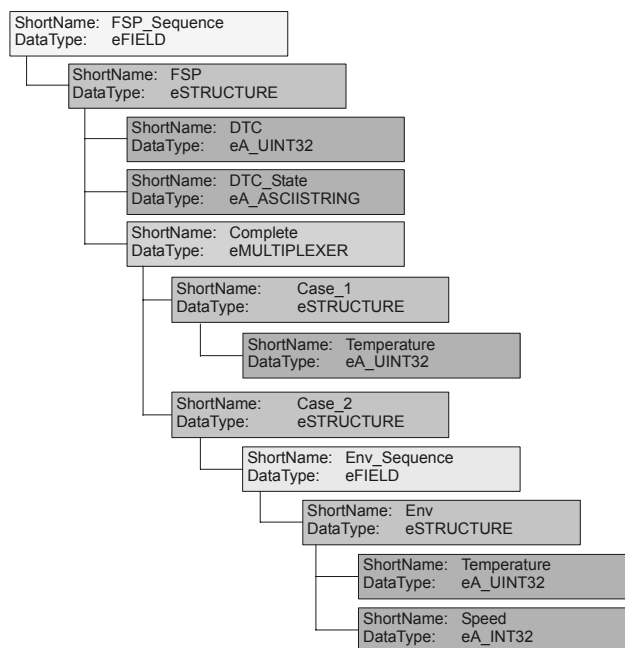 ShortName: FSP_Sequence
DataType: eFIELD
ShortName: FSP
DataType: eSTRUCTURE
ShortName: DTC
DataType: eA_UINT32
ShortName: DTC_State
DataType: eA_ASCIISTRING
ShortName: Complete
DataType: eMULTIPLEXER
ShortName: Case_1
DataType: eSTRUCTURE
ShortName: Temperature
DataType: eA_UINT32
ShortName: Case_2
DataType: eSTRUCTURE
ShortName: Env_Sequence
DataType: eFIELD
ShortName: Env
DataType: eSTRUCTURE
ShortName: Temperature
DataType: eA_UINT32
ShortName: Speed
DataType: eA_INT32